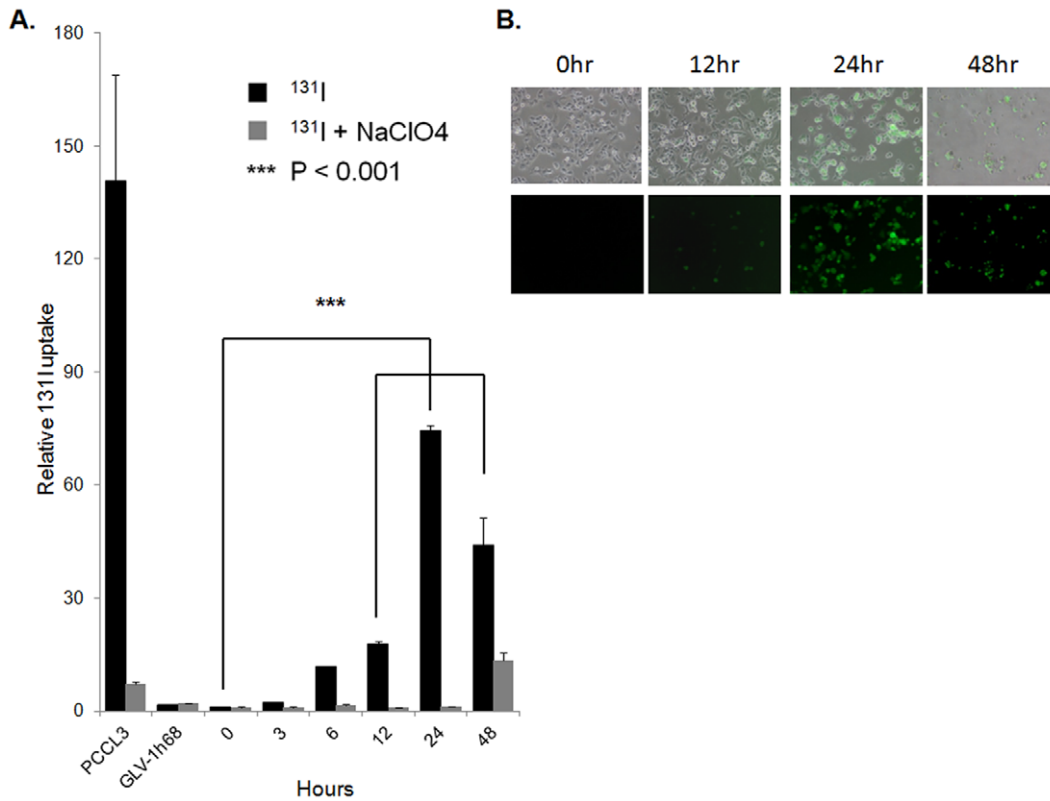 A.
180
150
120
90
60
30
0
Relative 131I uptake
¹³¹I
¹³¹I + NaClO4
*** P < 0.001
***
PCCL3
GLV-1h68
0
3
6
12
24
48
Hours
B.
0hr
12hr
24hr
48hr